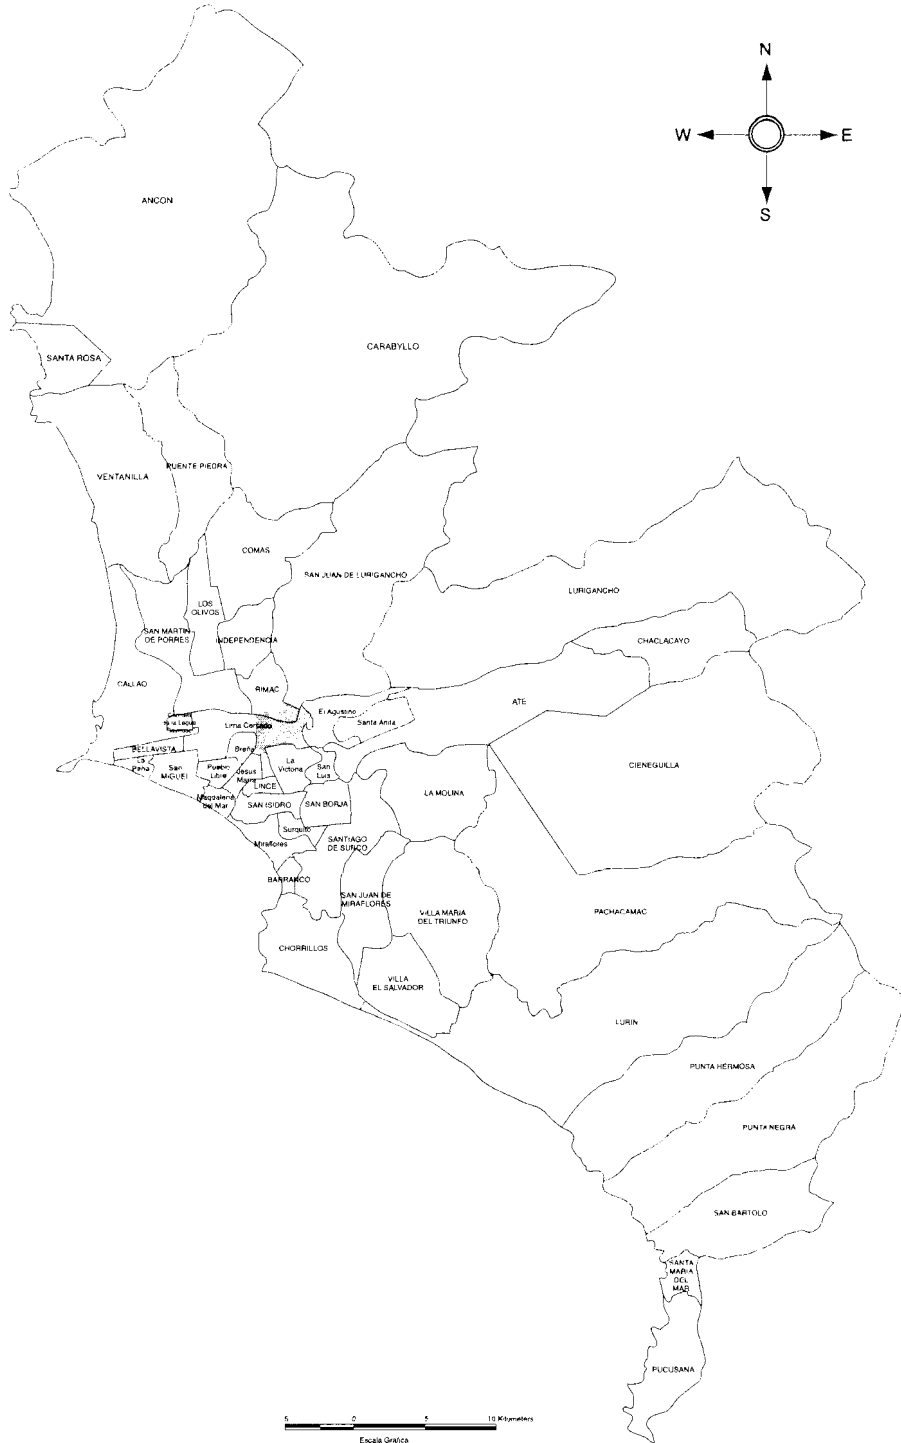 N
W
E
S
ANCON
CARABYLLO
SANTA ROSA
PUENTE PIEDRA
VENTANILLA
COMAS
SAN JUAN DE LURIGANCHO
LURIGANCHO
LOS
OLIVOS
SAN MARTIN
DE PORRES
INDEPENDENCIA
CHACLACAYO
CALLAO
RIMAC
ATE
El Agustino
Santa Anita
Lima Cercado
BELLAVISTA
Breña
CIENEGUILLA
La
Perla
San
MIGUEL
Pueblo
Libre
Jesus
Maria
La
Victoria
San
Luis
LINCE
LA MOLINA
Magdalena
del Mar
SAN ISIDRO
SAN BORJA
Surquillo
Miraflores
SANTIAGO
DE SURCO
BARRANCO
SAN JUAN DE
MIRAFLORES
VILLA MARIA
DEL TRIUNFO
PACHACAMAC
CHORRILLOS
VILLA
EL SALVADOR
LURIN
PUNTA HERMOSA
PUNTA NEGRA
SAN BARTOLO
SANTA
MARIA
DEL
MAR
PUCUSANA
5 0 5 10 Kilometers
Escala Grafica